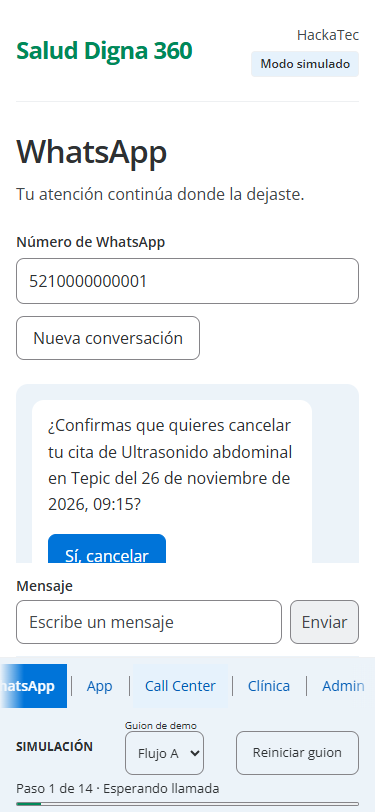 Salud Digna 360
HackaTec
Modo simulado
WhatsApp
Tu atención continúa donde la dejaste.
Número de WhatsApp
5210000000001
Nueva conversación
¿Confirmas que quieres cancelar
tu cita de Ultrasonido abdominal
en Tepic del 26 de noviembre de
2026, 09:15?
Sí, cancelar
Mensaje
Escribe un mensaje
Enviar
hatsApp
App
Call Center
Clínica
Admin
Guion de demo
SIMULACIÓN
Flujo A
Reiniciar guion
Paso 1 de 14 · Esperando llamada